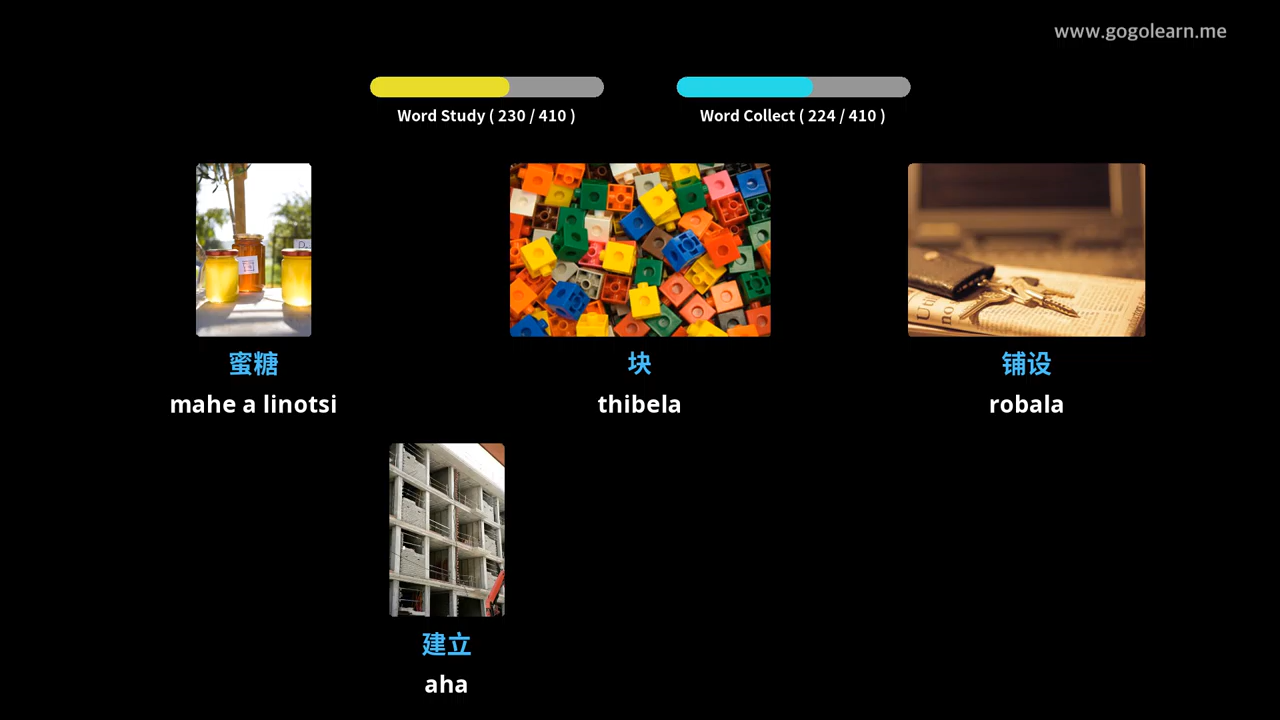 www.gogolearn.me
Word Study ( 230 / 410 )
Word Collect ( 224 / 410 )
蜜糖
块
铺设
mahe a linotsi
thibela
robala
建立
aha